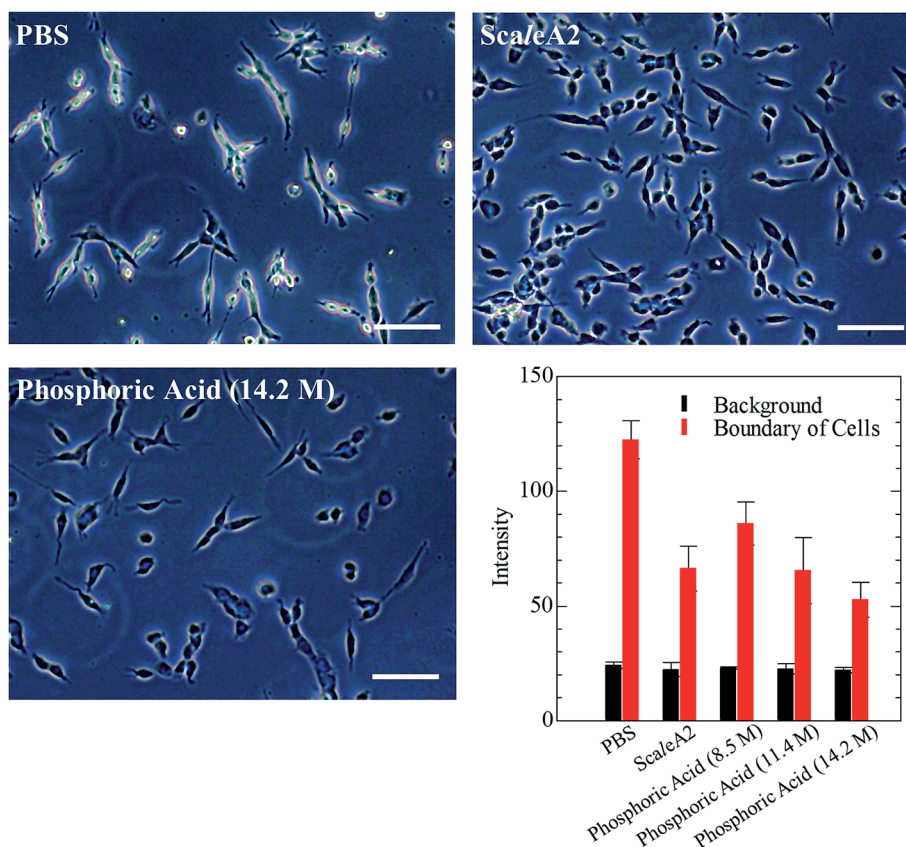 PBS
ScaleA2
Phosphoric Acid (14.2 M)
150
100
50
0
Intensity
Background
Boundary of Cells
PBS
ScaleA2
Phosphoric Acid (8.5 M)
Phosphoric Acid (11.4 M)
Phosphoric Acid (14.2 M)